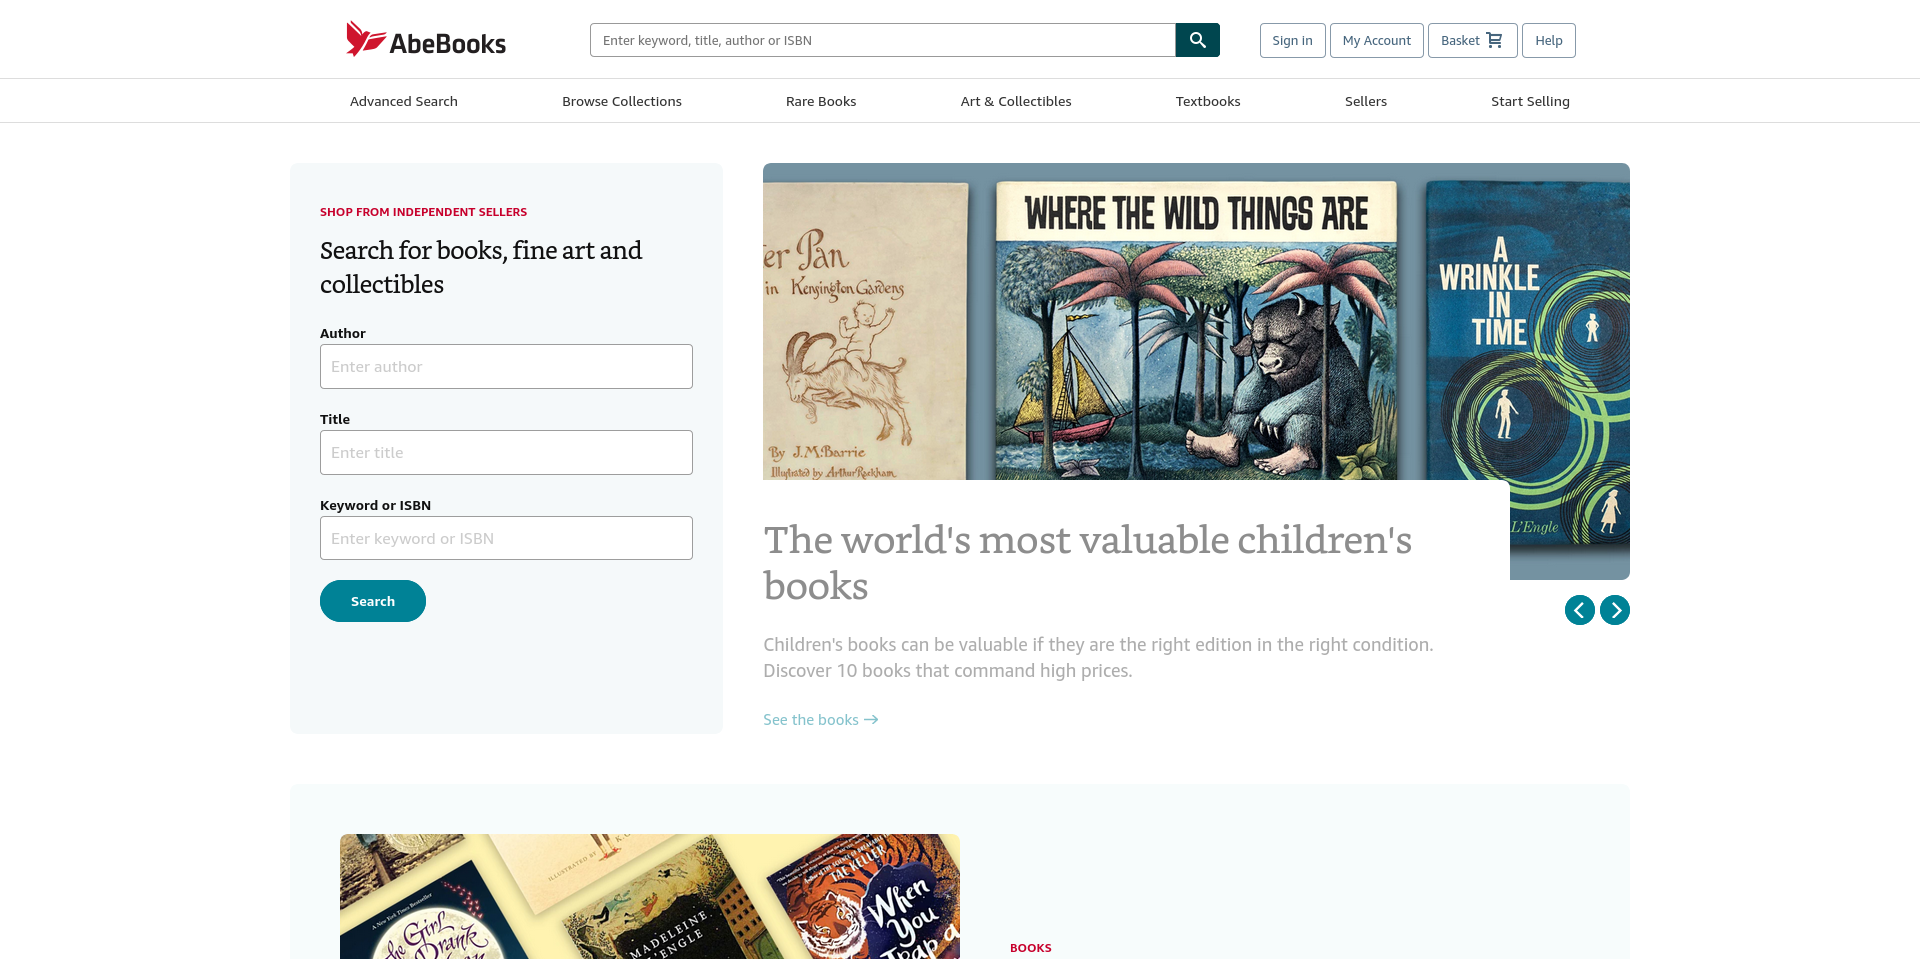 AbeBooks
Enter keyword, title, author or ISBN
Sign in
My Account
Basket
Help
Advanced Search
Browse Collections
Rare Books
Art & Collectibles
Textbooks
Sellers
Start Selling
SHOP FROM INDEPENDENT SELLERS
Search for books, fine art and
collectibles
Author
Enter author
Title
Enter title
Keyword or ISBN
Enter keyword or ISBN
Search
er Pan
in Kensington Gardens
By J.M.Barrie
Illustrated by Arthur Rackham
WHERE THE WILD THINGS ARE
A
WRINKLE
IN
TIME
L'Engle
The world's most valuable children's
books
Children's books can be valuable if they are the right edition in the right condition.
Discover 10 books that command high prices.
See the books
ILLUSTRATED BY
A New York Times Bestseller
the Girl
Drank
MADELEINE
L'ENGLE
TAE KELLER
When
You
Trap a
BOOKS